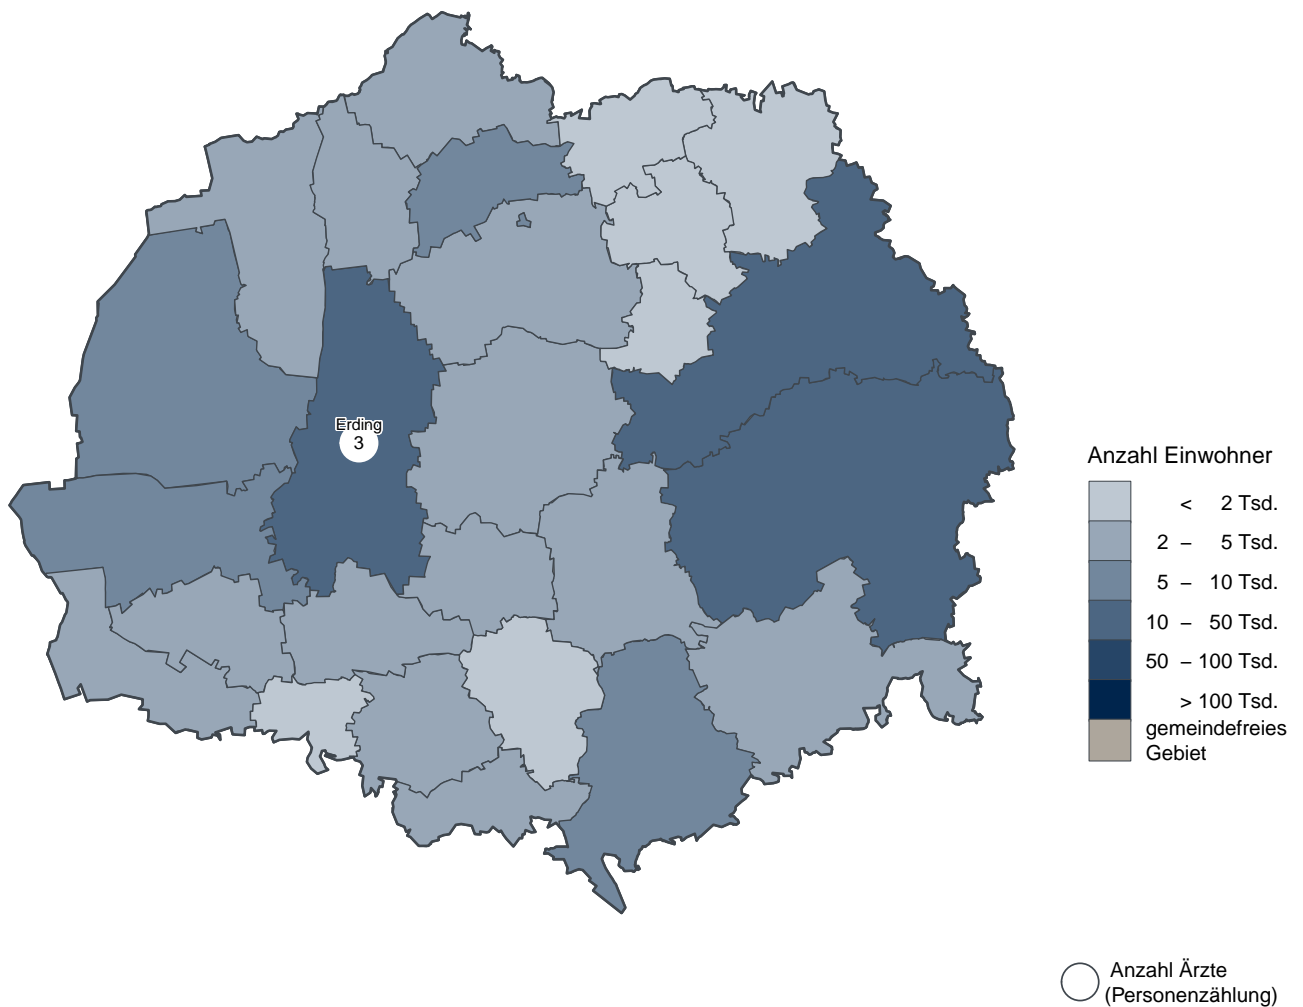 Erding
3
Anzahl Einwohner
< 2 Tsd.
2 – 5 Tsd.
5 – 10 Tsd.
10 – 50 Tsd.
50 – 100 Tsd.
> 100 Tsd.
gemeindefreies
Gebiet
Anzahl Ärzte
(Personenzählung)